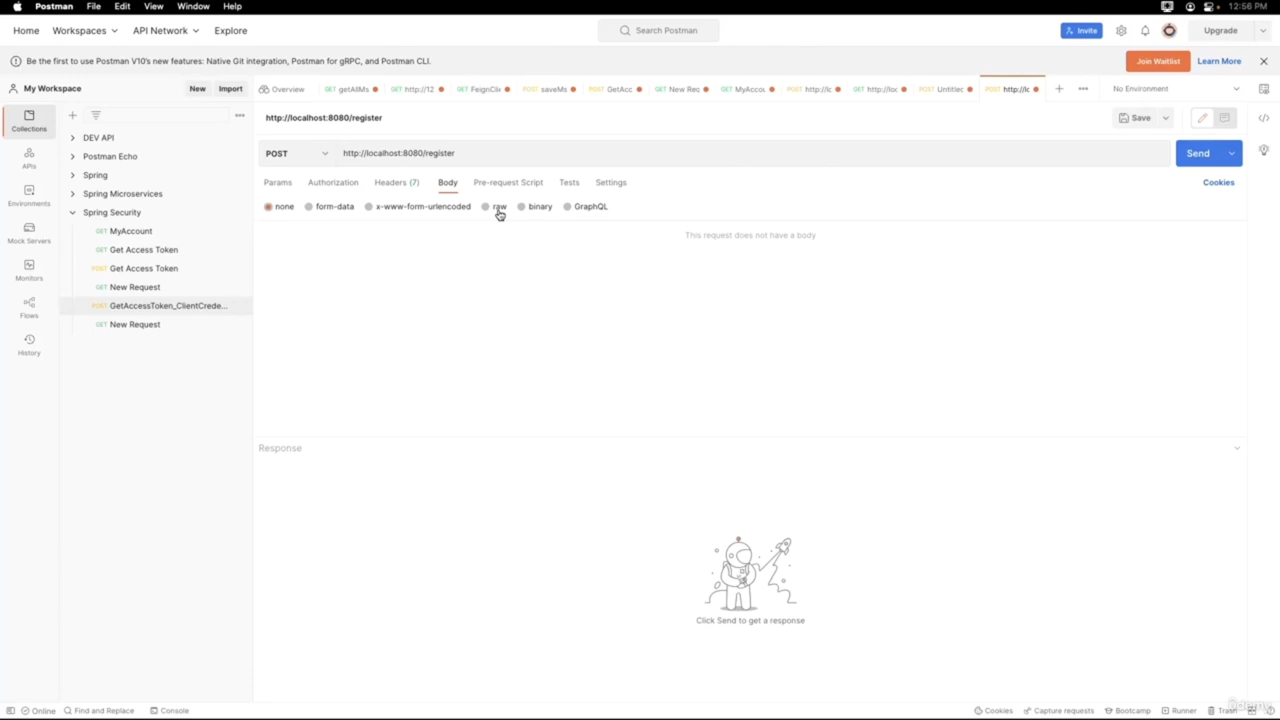 Postman File Edit View Window Help 12:56 PM
Home Workspaces API Network Explore Search Postman Invite Upgrade
Be the first to use Postman V10's new features: Native Git integration, Postman for gRPC, and Postman CLI. Join Waitlist Learn More
My Workspace New Import Overview getAllMs http://12 FeignCli saveMs GetAcc New Req MyAccou http://lc http://loc Untitlec http://lc No Environment
GET GET GET POST POST GET GET POST GET POST POST
Collections
DEV API
http://localhost:8080/register Save
APIs
Postman Echo
POST http://localhost:8080/register Send
Spring
Environments
Spring Microservices
Params Authorization Headers (7) Body Pre-request Script Tests Settings Cookies
Mock Servers
Spring Security
none form-data x-www-form-urlencoded raw binary GraphQL
GET MyAccount
This request does not have a body
Monitors
GET Get Access Token
POST Get Access Token
Flows
GET New Request
POST GetAccessToken_ClientCrede...
History
GET New Request
Response
Click Send to get a response
Online Find and Replace Console Cookies Capture requests Bootcamp Runner Trash